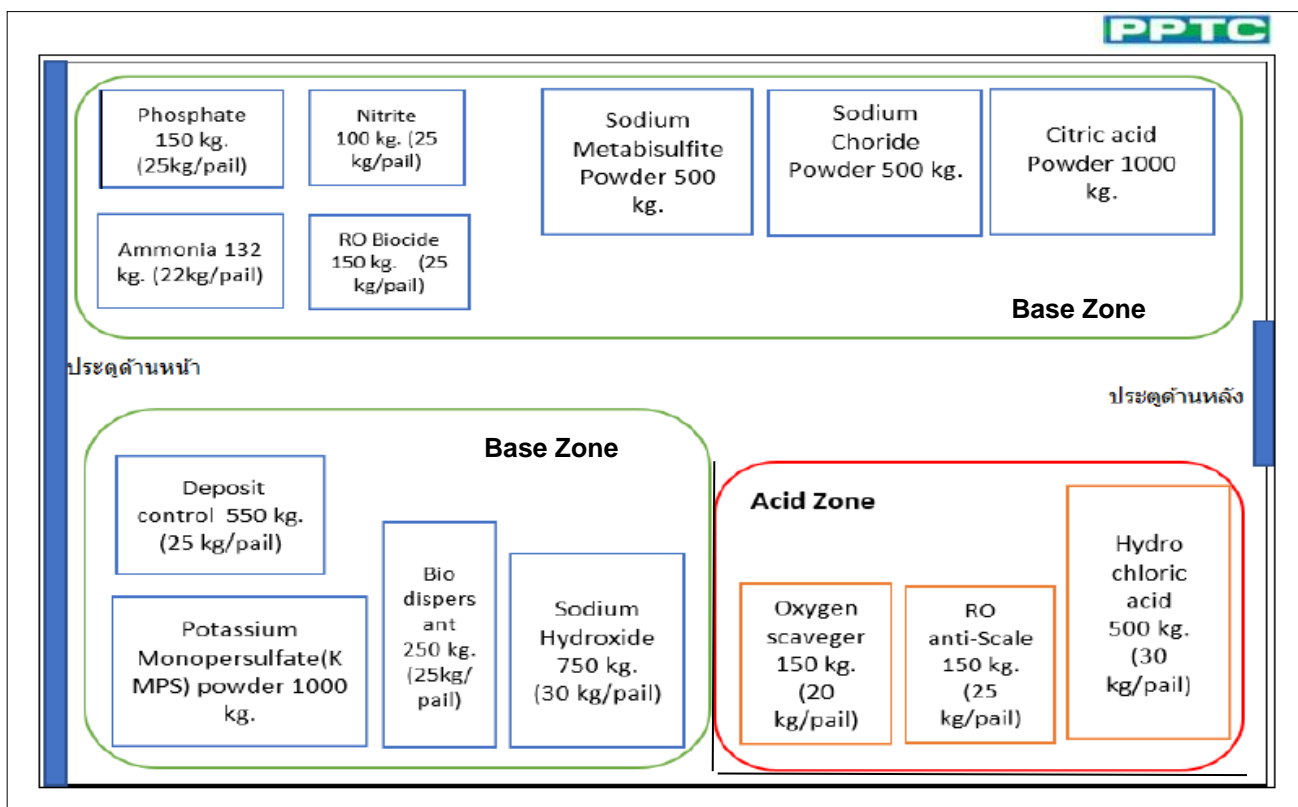 PPTC
Phosphate
150 kg.
(25kg/pail)
Nitrite
100 kg. (25
kg/pail)
Sodium
Metabisulfite
Powder 500
kg.
Sodium
Choride
Powder 500 kg.
Citric acid
Powder 1000
kg.
Ammonia 132
kg. (22kg/pail)
RO Biocide
150 kg. (25
kg/pail)
Base Zone
ประตูด้านหน้า
ประตูด้านหลัง
Base Zone
Deposit
control 550 kg.
(25 kg/pail)
Potassium
Monopersulfate(K
MPS) powder 1000
kg.
Bio
dispers
ant
250 kg.
(25kg/
pail)
Sodium
Hydroxide
750 kg.
(30 kg/pail)
Acid Zone
Oxygen
scaveger
150 kg.
(20
kg/pail)
RO
anti-Scale
150 kg.
(25
kg/pail)
Hydro
chloric
acid
500 kg.
(30
kg/pail)